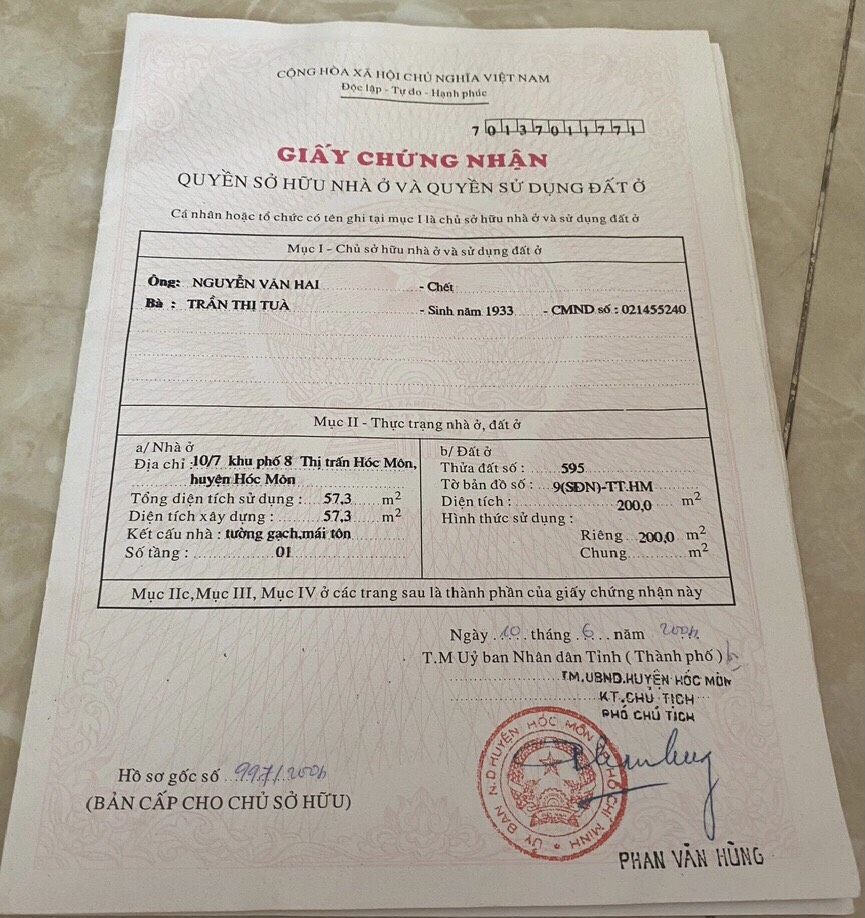 CỘNG HÒA XÃ HỘI CHỦ NGHĨA VIỆT NAM
Độc lập - Tự do - Hạnh phúc
70137011771
GIẤY CHỨNG NHẬN
QUYỀN SỞ HỮU NHÀ Ở VÀ QUYỀN SỬ DỤNG ĐẤT Ở
Cá nhân hoặc tổ chức có tên ghi tại mục I là chủ sở hữu nhà ở và sử dụng đất ở
Mục I - Chủ sở hữu nhà ở và sử dụng đất ở
Ông: NGUYỄN VĂN HAI - Chết
Bà : TRẦN THỊ TUÀ - Sinh năm 1933 - CMND số : 021455240
Mục II - Thực trạng nhà ở, đất ở
a/ Nhà ở
Địa chỉ : 10/7 khu phố 8 Thị trấn Hóc Môn,
huyện Hóc Môn
Tổng diện tích sử dụng : 57,3 m2
Diện tích xây dựng : 57,3 m2
Kết cấu nhà : tường gạch,mái tôn
Số tầng : 01
b/ Đất ở
Thửa đất số : 595
Tờ bản đồ số : 9(SĐN)-TT.HM
Diện tích : 200,0 m2
Hình thức sử dụng :
Riêng 200,0 m2
Chung m2
Mục IIc,Mục III, Mục IV ở các trang sau là thành phần của giấy chứng nhận này
Ngày 10 tháng 6 năm
T.M Uỷ ban Nhân dân Tỉnh ( Thành phố )
TM.UBND.HUYỆN HÓC MÔN
KT.CHỦ TỊCH
PHÓ CHỦ TỊCH
ỦY BAN N.D HUYỆN HÓC MÔN T.P HỒ CHÍ MINH
Hồ sơ gốc số 997/
(BẢN CẤP CHO CHỦ SỞ HỮU)
PHAN VĂN HÙNG